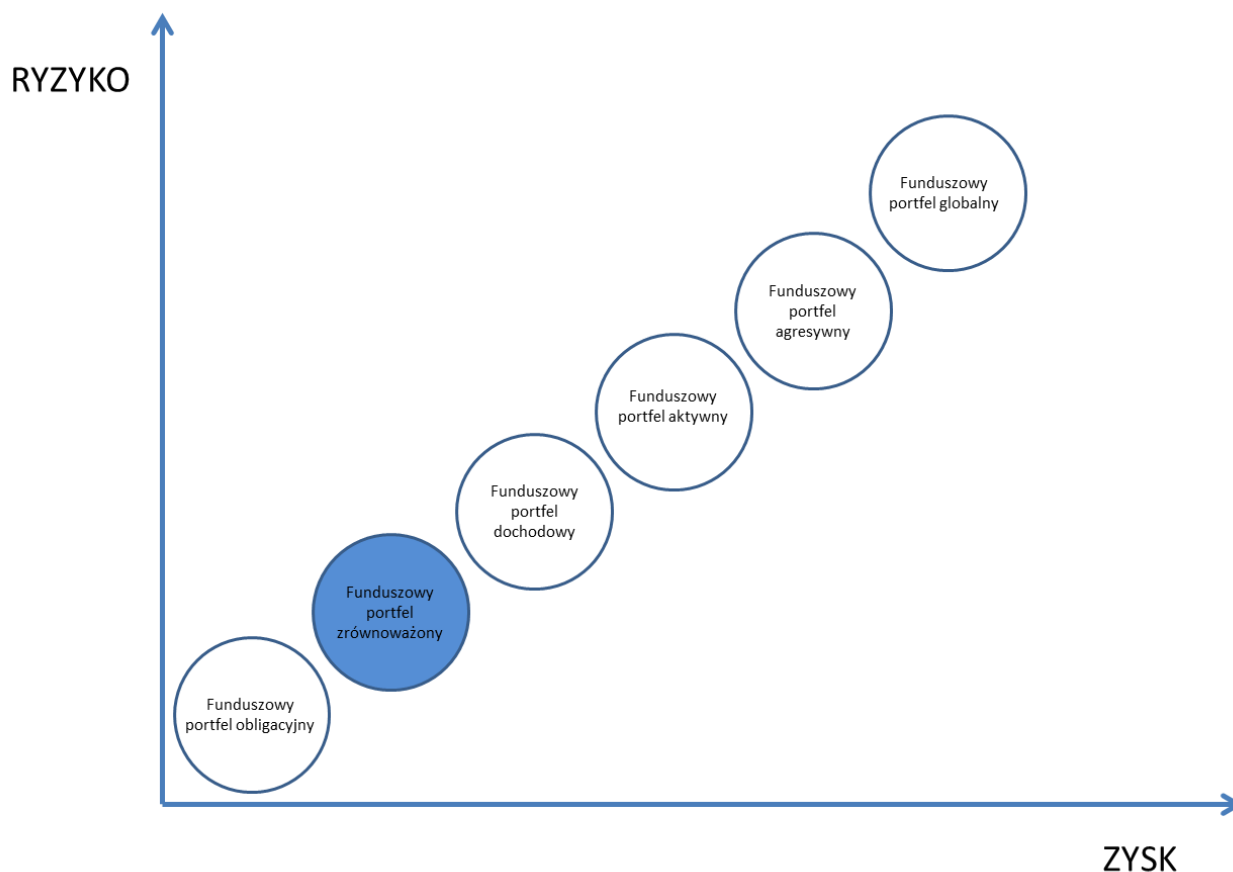 RYZYKO
Funduszowy
portfel globalny
Funduszowy
portfel
agresywny
Funduszowy
portfel aktywny
Funduszowy
portfel
dochodowy
Funduszowy
portfel
zrównoważony
Funduszowy
portfel obligacyjny
ZYSK